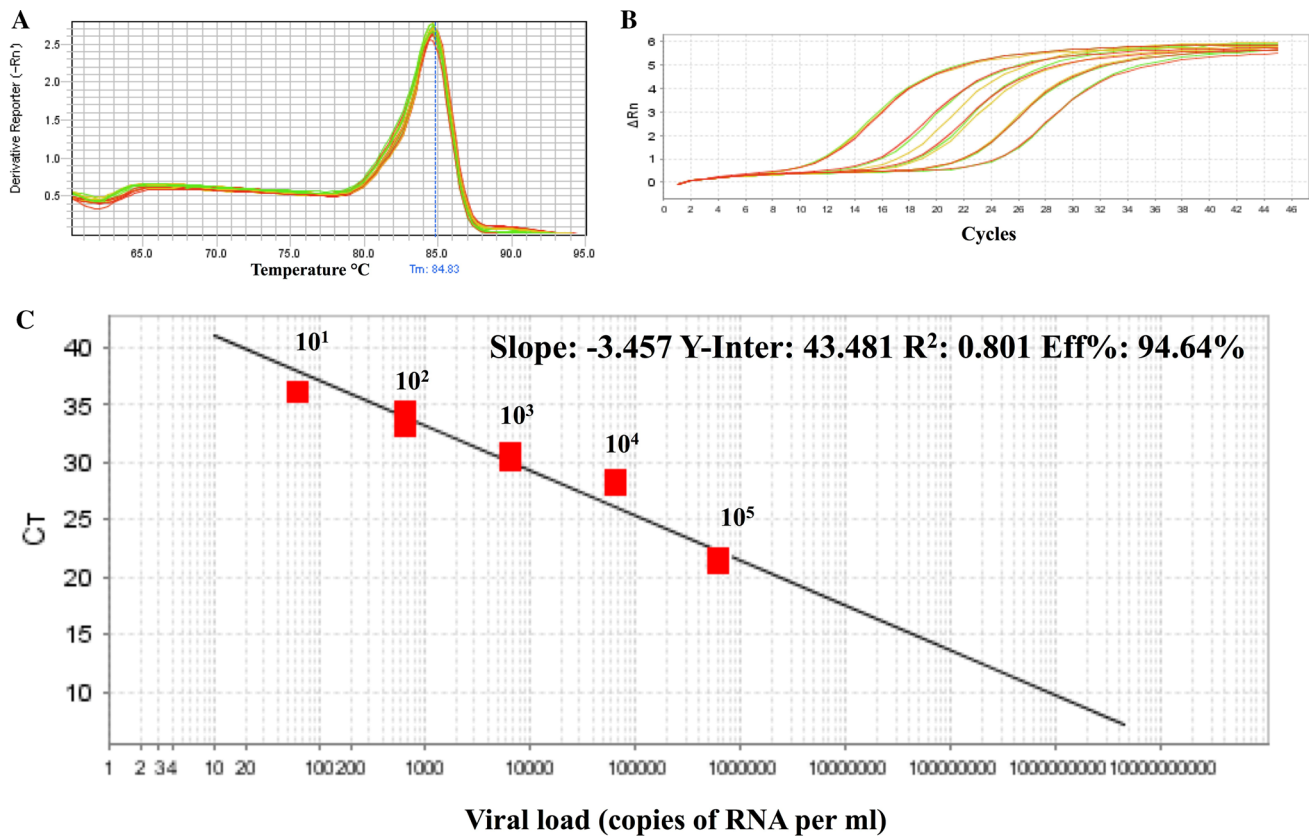 A
B
Derivative Reporter (-Rn')
2.5
2.0
1.5
1.0
0.5
65.0 70.0 75.0 80.0 85.0 90.0 95.0
Temperature °C
Tm: 84.83
ΔRn
6
5
4
3
2
1
0
0 2 4 6 8 10 12 14 16 18 20 22 24 26 28 30 32 34 36 38 40 42 44 46
Cycles
C
Slope: -3.457 Y-Inter: 43.481 R²: 0.801 Eff%: 94.64%
10¹
10²
10³
10⁴
10⁵
CT
40
35
30
25
20
15
10
1 2 34 10 20 100200 1000 10000 100000 1000000 10000000 100000000 1000000000 10000000000
Viral load (copies of RNA per ml)